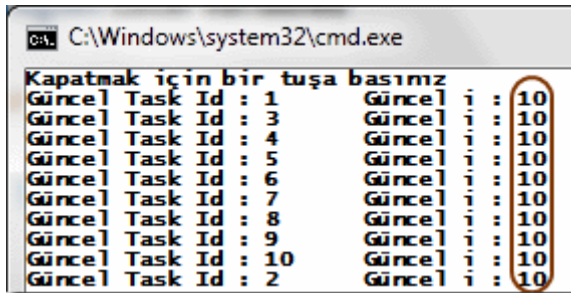 C:\Windows\system32\cmd.exe
Kapatmak için bir tuşa basınız
Güncel Task Id : 1 Güncel i : 10
Güncel Task Id : 3 Güncel i : 10
Güncel Task Id : 4 Güncel i : 10
Güncel Task Id : 5 Güncel i : 10
Güncel Task Id : 6 Güncel i : 10
Güncel Task Id : 7 Güncel i : 10
Güncel Task Id : 8 Güncel i : 10
Güncel Task Id : 9 Güncel i : 10
Güncel Task Id : 10 Güncel i : 10
Güncel Task Id : 2 Güncel i : 10